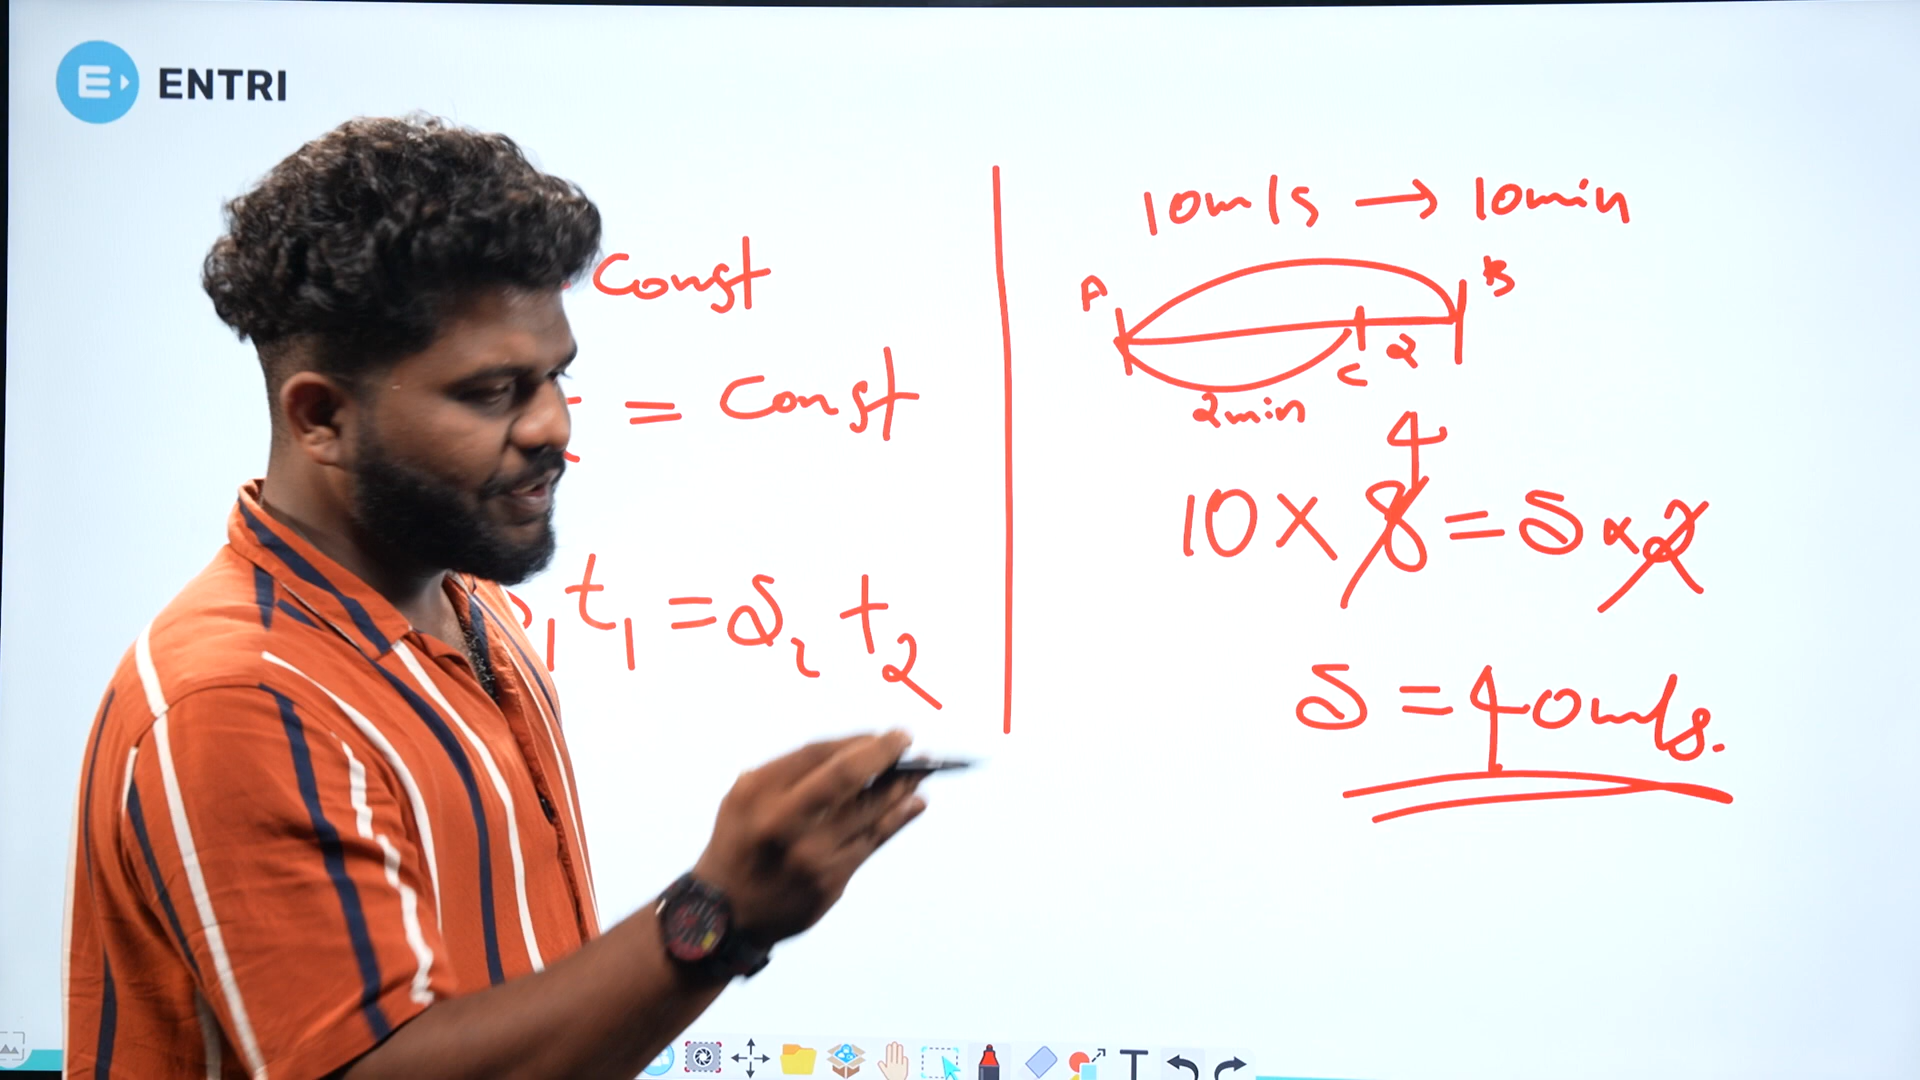 ENTRI
const
= const
t1 = s2 t2
10m/s → 10min
A
B
C
2
2min
4
10 × 8 = s × 2
s = 40m/s.
T